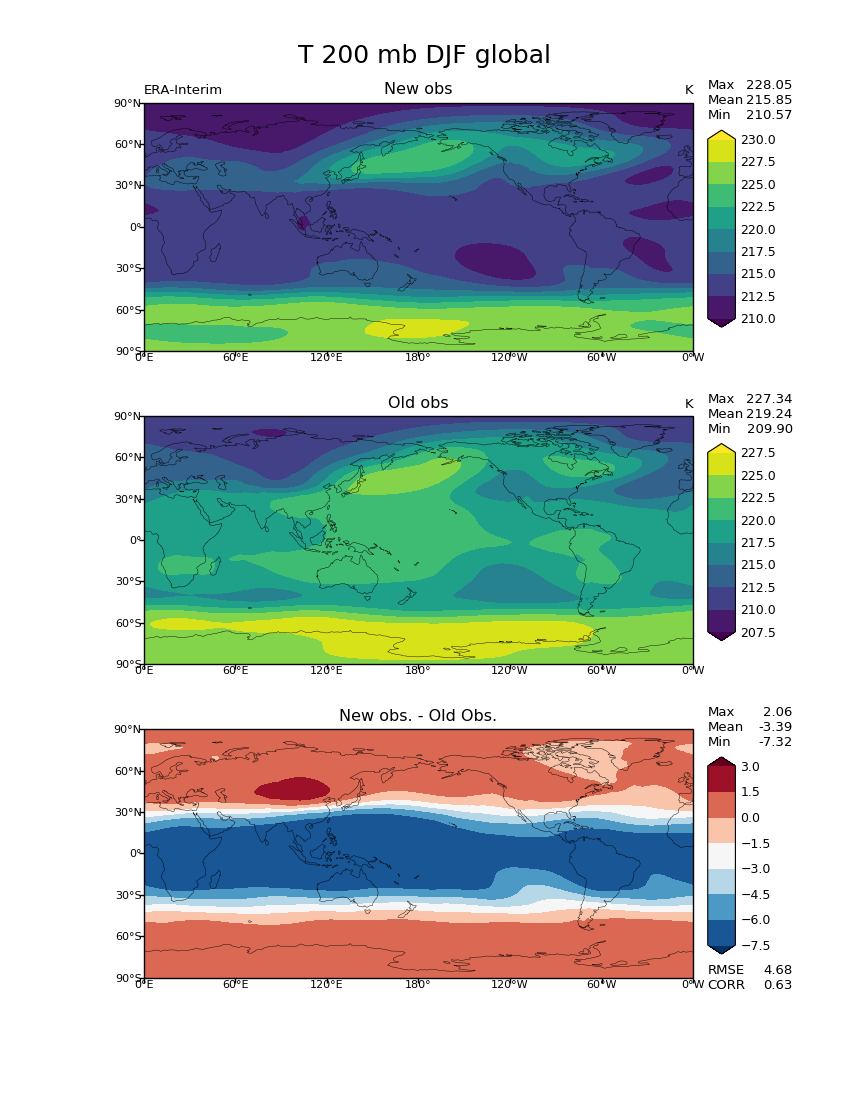 T 200 mb DJF global
ERA-Interim New obs K
Max 228.05
Mean 215.85
Min 210.57
90°N
60°N
30°N
0°
30°S
60°S
90°S
0°E 60°E 120°E 180° 120°W 60°W 0°W
230.0
227.5
225.0
222.5
220.0
217.5
215.0
212.5
210.0
Old obs K
Max 227.34
Mean 219.24
Min 209.90
90°N
60°N
30°N
0°
30°S
60°S
90°S
0°E 60°E 120°E 180° 120°W 60°W 0°W
227.5
225.0
222.5
220.0
217.5
215.0
212.5
210.0
207.5
New obs. - Old Obs.
Max 2.06
Mean -3.39
Min -7.32
90°N
60°N
30°N
0°
30°S
60°S
90°S
0°E 60°E 120°E 180° 120°W 60°W 0°W
3.0
1.5
0.0
−1.5
−3.0
−4.5
−6.0
−7.5
RMSE 4.68
CORR 0.63